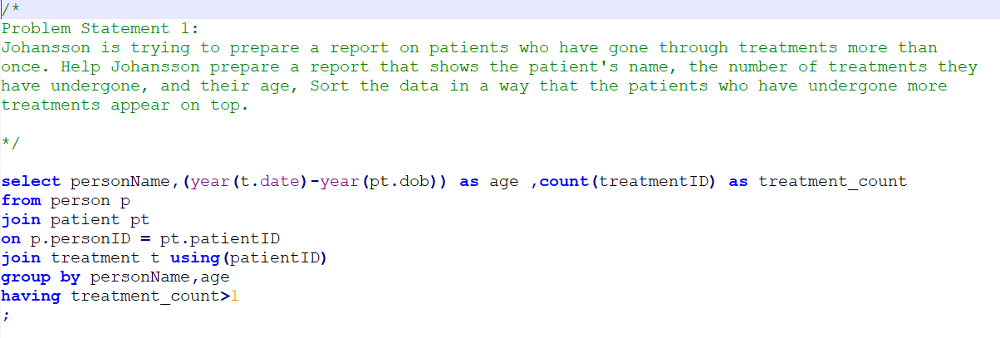 /*
Problem Statement 1:
Johansson is trying to prepare a report on patients who have gone through treatments more than
once. Help Johansson prepare a report that shows the patient's name, the number of treatments they
have undergone, and their age, Sort the data in a way that the patients who have undergone more
treatments appear on top.
*/
select personName,(year(t.date)-year(pt.dob)) as age ,count(treatmentID) as treatment_count
from person p
join patient pt
on p.personID = pt.patientID
join treatment t using(patientID)
group by personName,age
having treatment_count>1
;